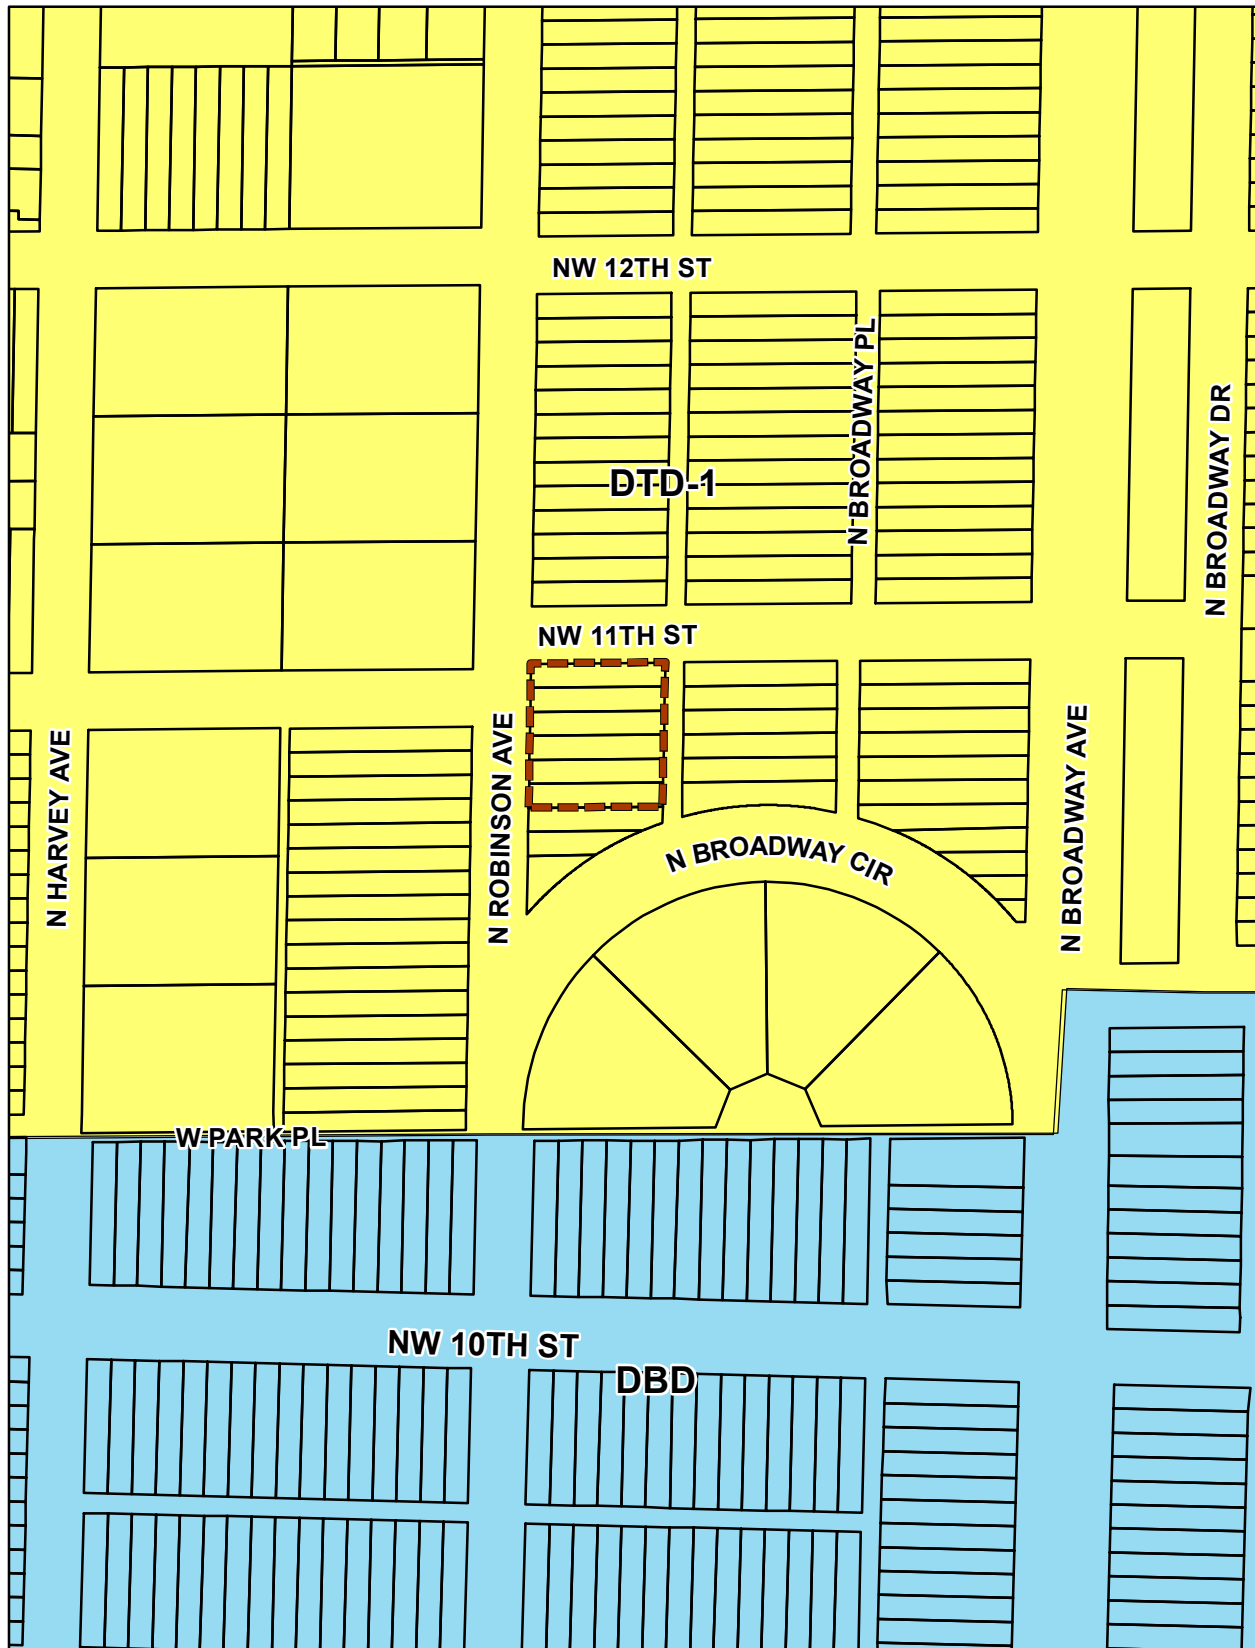 NW 12TH ST
N BROADWAY PL
N BROADWAY DR
DTD-1
NW 11TH ST
N HARVEY AVE
N ROBINSON AVE
N BROADWAY AVE
N BROADWAY CIR
W PARK PL
NW 10TH ST
DBD